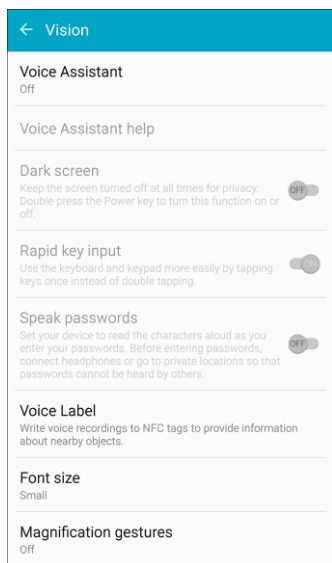 Vision
Voice Assistant
Off
Voice Assistant help
Dark screen
Keep the screen turned off at all times for privacy.
Double press the Power key to turn this function on or
off.
OFF
Rapid key input
Use the keyboard and keypad more easily by tapping
keys once instead of double tapping.
ON
Speak passwords
Set your device to read the characters aloud as you
enter your passwords. Before entering passwords,
connect headphones or go to private locations so that
passwords cannot be heard by others.
OFF
Voice Label
Write voice recordings to NFC tags to provide information
about nearby objects.
Font size
Small
Magnification gestures
Off